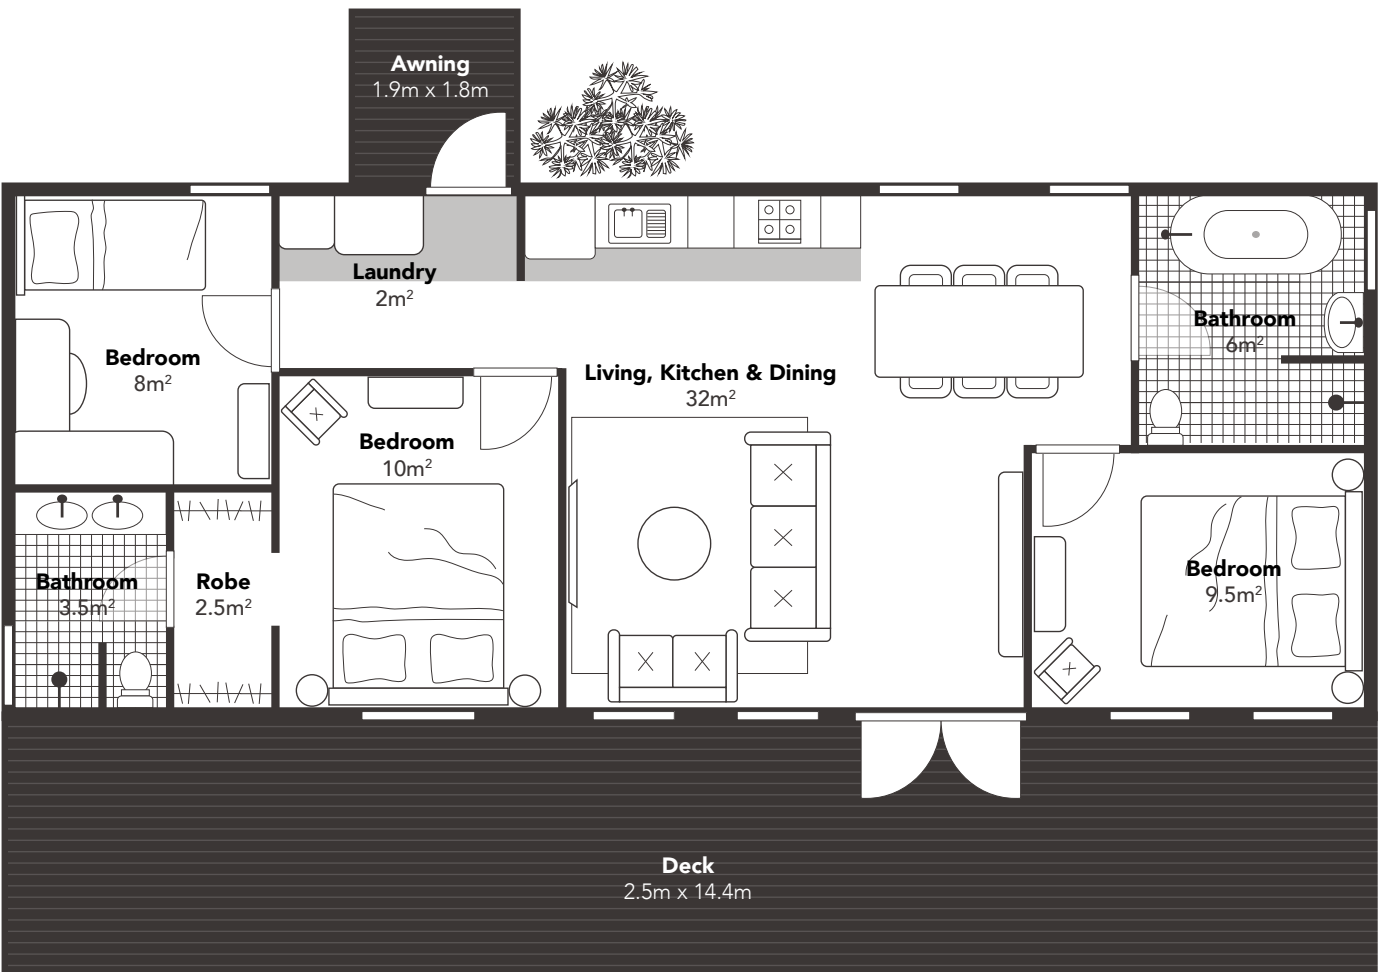 Awning
1.9m x 1.8m
Laundry
2m²
Bedroom
8m²
Living, Kitchen & Dining
32m²
Bathroom
6m²
Bedroom
10m²
Bathroom
3.5m²
Robe
2.5m²
Bedroom
9.5m²
Deck
2.5m x 14.4m